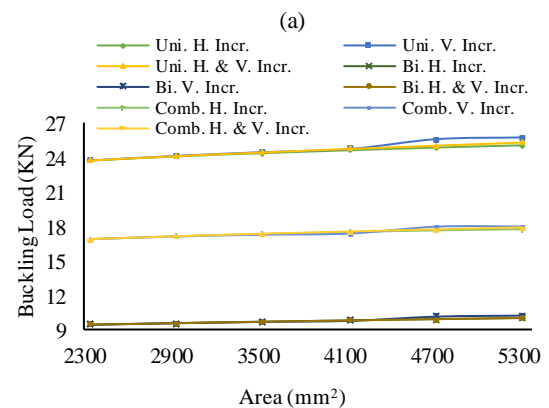 (a)
Uni. H. Incr. Uni. V. Incr.
Uni. H. & V. Incr. Bi. H. Incr.
Bi. V. Incr. Bi. H. & V. Incr.
Comb. H. Incr. Comb. V. Incr.
Comb. H. & V. Incr.
27
24
21
18
15
12
9
Buckling Load (KN)
2300 2900 3500 4100 4700 5300
Area (mm²)